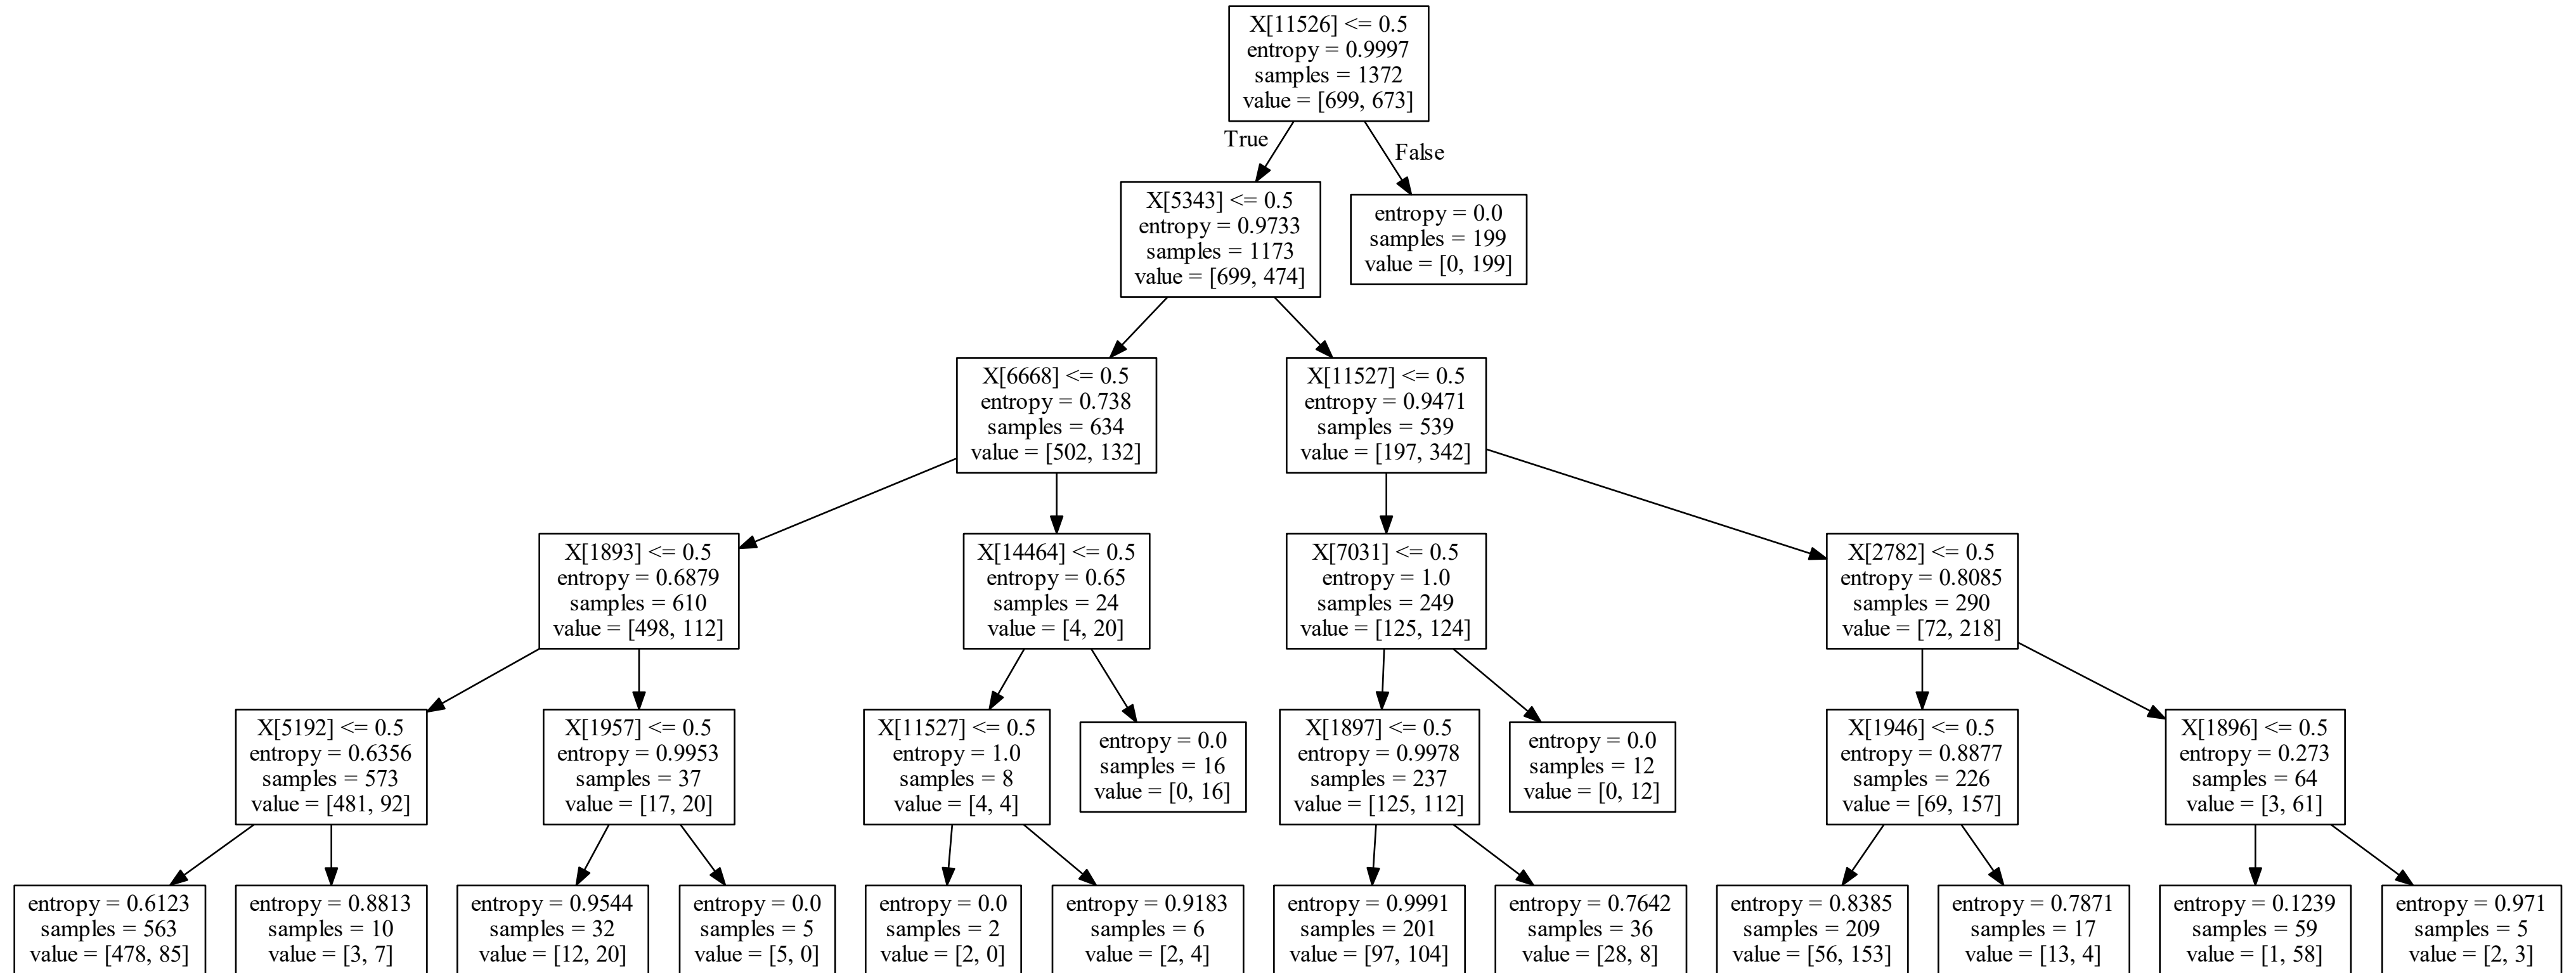 X[11526] <= 0.5
entropy = 0.9997
samples = 1372
value = [699, 673]
True
False
X[5343] <= 0.5
entropy = 0.9733
samples = 1173
value = [699, 474]
entropy = 0.0
samples = 199
value = [0, 199]
X[6668] <= 0.5
entropy = 0.738
samples = 634
value = [502, 132]
X[11527] <= 0.5
entropy = 0.9471
samples = 539
value = [197, 342]
X[1893] <= 0.5
entropy = 0.6879
samples = 610
value = [498, 112]
X[14464] <= 0.5
entropy = 0.65
samples = 24
value = [4, 20]
X[7031] <= 0.5
entropy = 1.0
samples = 249
value = [125, 124]
X[2782] <= 0.5
entropy = 0.8085
samples = 290
value = [72, 218]
X[5192] <= 0.5
entropy = 0.6356
samples = 573
value = [481, 92]
X[1957] <= 0.5
entropy = 0.9953
samples = 37
value = [17, 20]
X[11527] <= 0.5
entropy = 1.0
samples = 8
value = [4, 4]
entropy = 0.0
samples = 16
value = [0, 16]
X[1897] <= 0.5
entropy = 0.9978
samples = 237
value = [125, 112]
entropy = 0.0
samples = 12
value = [0, 12]
X[1946] <= 0.5
entropy = 0.8877
samples = 226
value = [69, 157]
X[1896] <= 0.5
entropy = 0.273
samples = 64
value = [3, 61]
entropy = 0.6123
samples = 563
value = [478, 85]
entropy = 0.8813
samples = 10
value = [3, 7]
entropy = 0.9544
samples = 32
value = [12, 20]
entropy = 0.0
samples = 5
value = [5, 0]
entropy = 0.0
samples = 2
value = [2, 0]
entropy = 0.9183
samples = 6
value = [2, 4]
entropy = 0.9991
samples = 201
value = [97, 104]
entropy = 0.7642
samples = 36
value = [28, 8]
entropy = 0.8385
samples = 209
value = [56, 153]
entropy = 0.7871
samples = 17
value = [13, 4]
entropy = 0.1239
samples = 59
value = [1, 58]
entropy = 0.971
samples = 5
value = [2, 3]